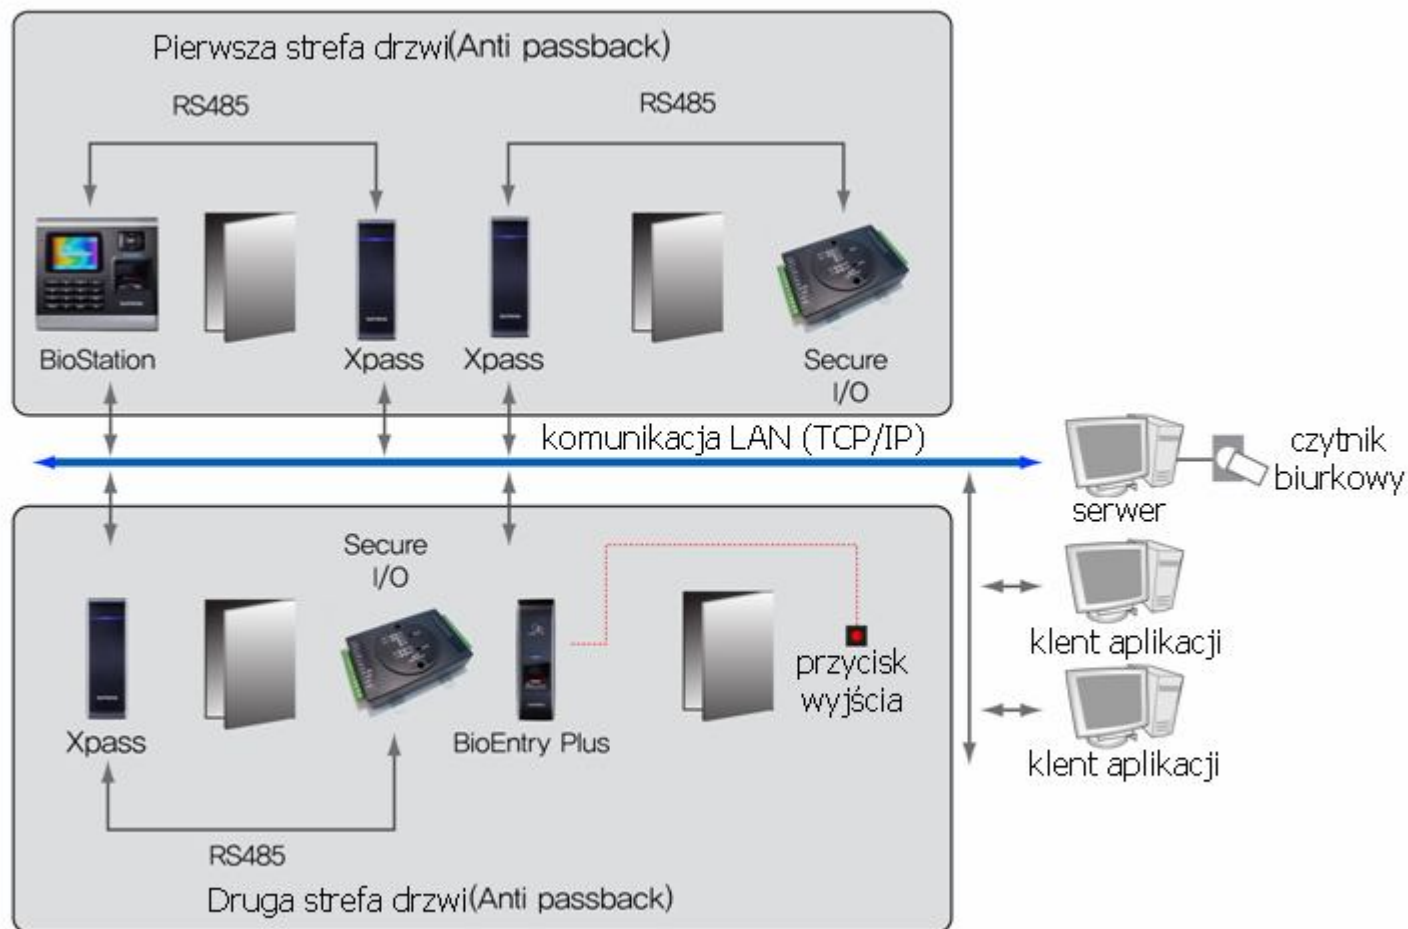 Pierwsza strefa drzwi(Anti passback)
RS485
RS485
BioStation
Xpass
Xpass
Secure
I/O
komunikacja LAN (TCP/IP)
czytnik
biurkowy
serwer
Secure
I/O
klent aplikacji
przycisk
wyjścia
Xpass
BioEntry Plus
klent aplikacji
RS485
Druga strefa drzwi(Anti passback)